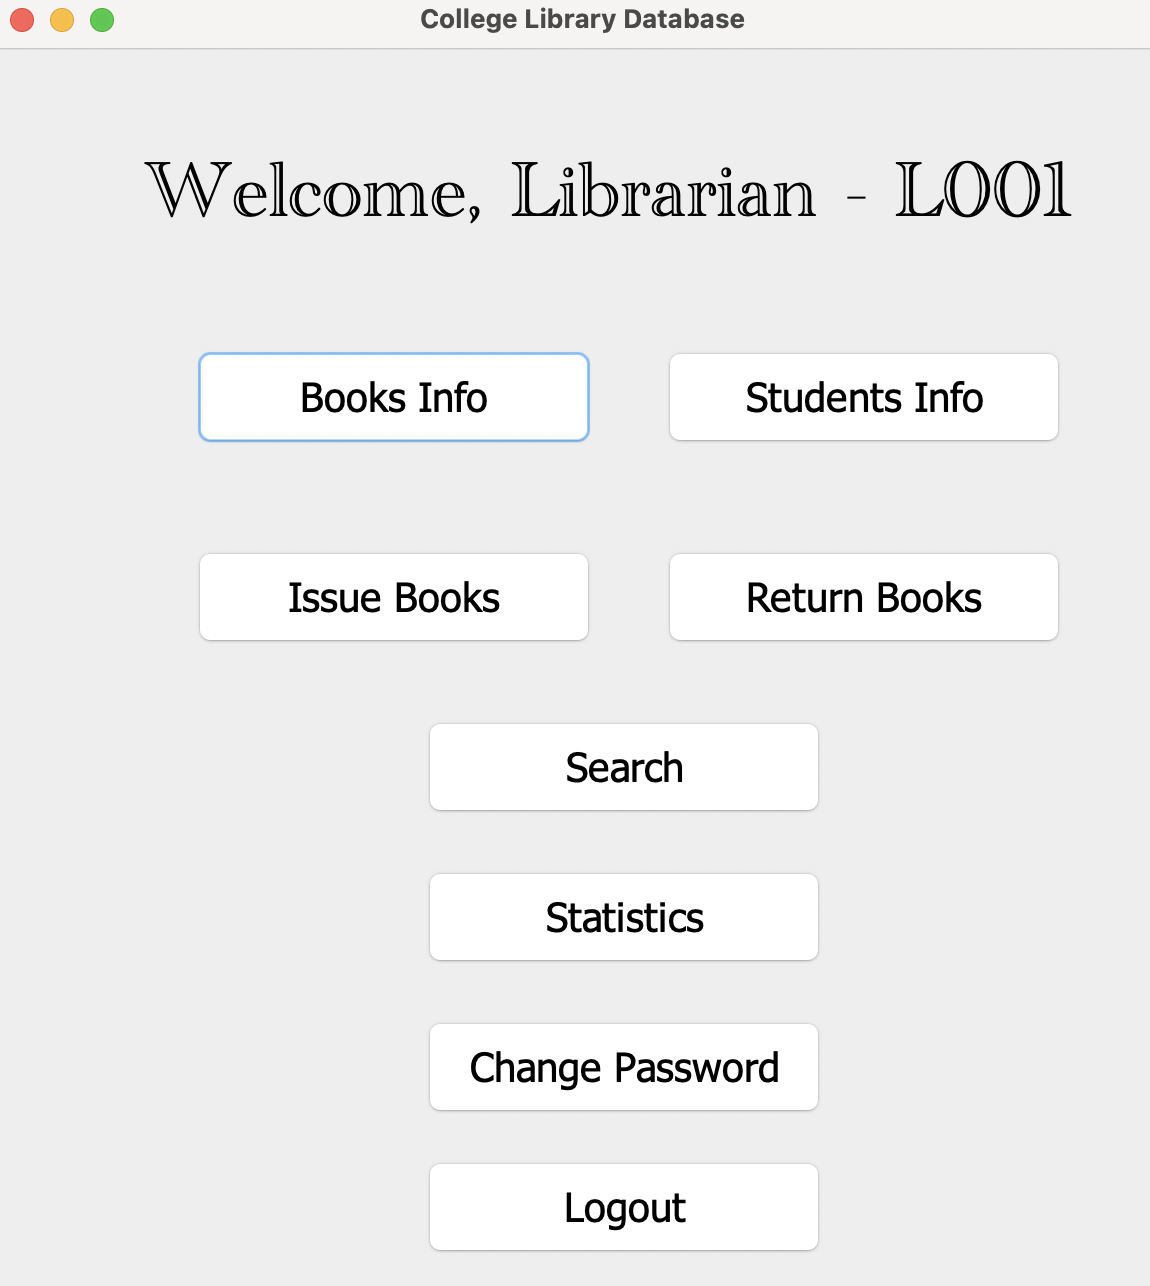 College Library Database
Welcome, Librarian - L001
Books Info
Students Info
Issue Books
Return Books
Search
Statistics
Change Password
Logout